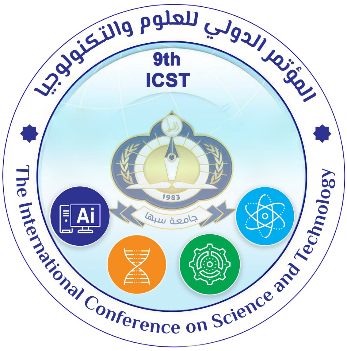 المؤتمر الدولي للعلوم والتكنولوجيا
9th
ICST
1983
جامعة سبها
Ai
The International Conference on Science and Technology